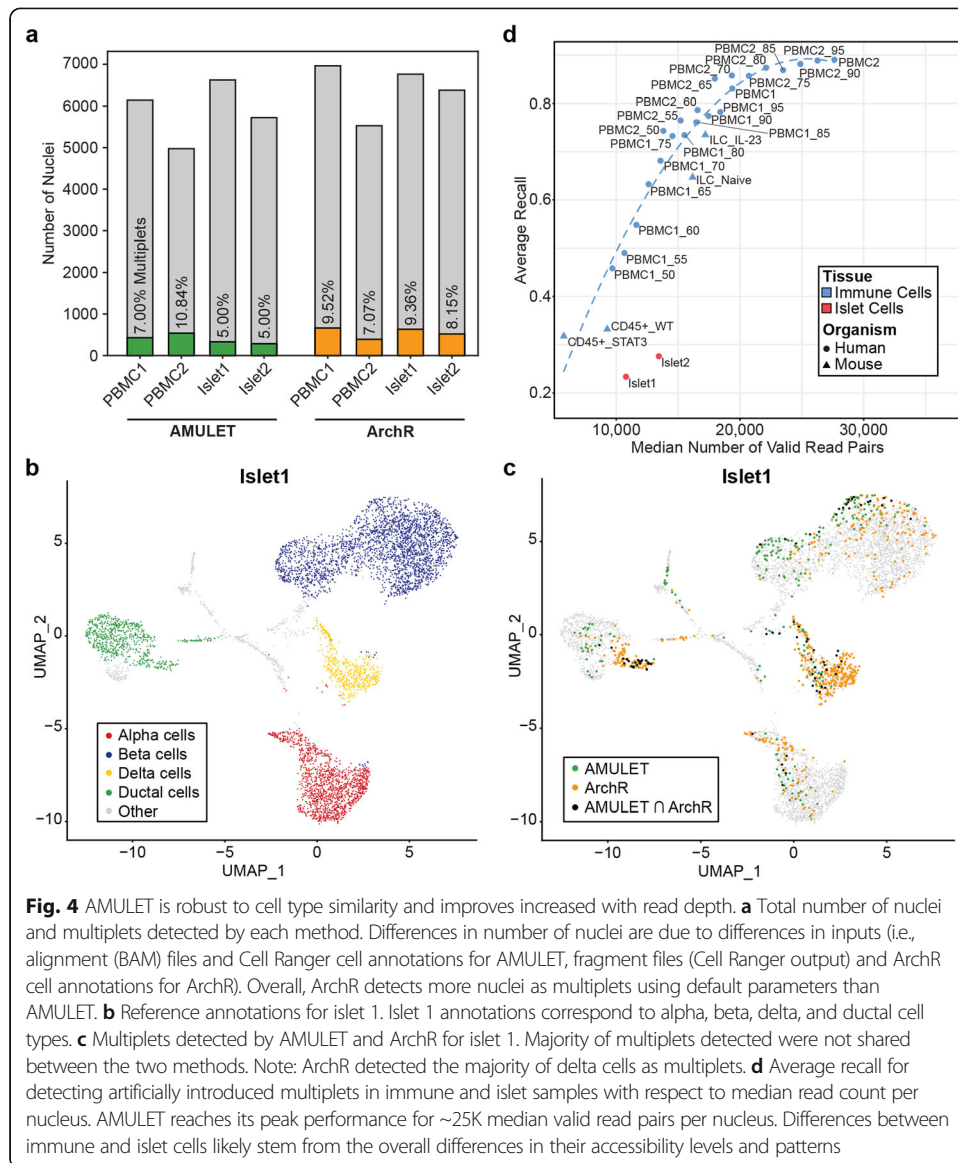 a
7000
6000
5000
4000
3000
2000
1000
0
Number of Nuclei
7.00% Multiplets
10.84%
5.00%
5.00%
9.52%
7.07%
9.36%
8.15%
PBMC1
PBMC2
Islet1
Islet2
PBMC1
PBMC2
Islet1
Islet2
AMULET
ArchR
d
0.8
0.6
0.4
0.2
Average Recall
PBMC2_85
PBMC2_95
PBMC2_80
PBMC2_70
PBMC2
PBMC2_65
PBMC2_90
PBMC2_75
PBMC1
PBMC2_60
PBMC1_95
PBMC2_55
PBMC1_90
PBMC2_50
PBMC1_85
PBMC1_75
ILC_IL-23
PBMC1_80
PBMC1_70
ILC_Naive
PBMC1_65
PBMC1_60
PBMC1_55
PBMC1_50
CD45+_WT
CD45+_STAT3
Islet2
Islet1
Tissue
Immune Cells
Islet Cells
Organism
Human
Mouse
10,000
20,000
30,000
Median Number of Valid Read Pairs
b
Islet1
5
0
−5
−10
UMAP_2
Alpha cells
Beta cells
Delta cells
Ductal cells
Other
−10
−5
0
5
UMAP_1
c
Islet1
5
0
−5
−10
UMAP_2
AMULET
ArchR
AMULET ∩ ArchR
−10
−5
0
5
UMAP_1
Fig. 4 AMULET is robust to cell type similarity and improves increased with read depth. a Total number of nuclei
and multiplets detected by each method. Differences in number of nuclei are due to differences in inputs (i.e.,
alignment (BAM) files and Cell Ranger cell annotations for AMULET, fragment files (Cell Ranger output) and ArchR
cell annotations for ArchR). Overall, ArchR detects more nuclei as multiplets using default parameters than
AMULET. b Reference annotations for islet 1. Islet 1 annotations correspond to alpha, beta, delta, and ductal cell
types. c Multiplets detected by AMULET and ArchR for islet 1. Majority of multiplets detected were not shared
between the two methods. Note: ArchR detected the majority of delta cells as multiplets. d Average recall for
detecting artificially introduced multiplets in immune and islet samples with respect to median read count per
nucleus. AMULET reaches its peak performance for ~25K median valid read pairs per nucleus. Differences between
immune and islet cells likely stem from the overall differences in their accessibility levels and patterns